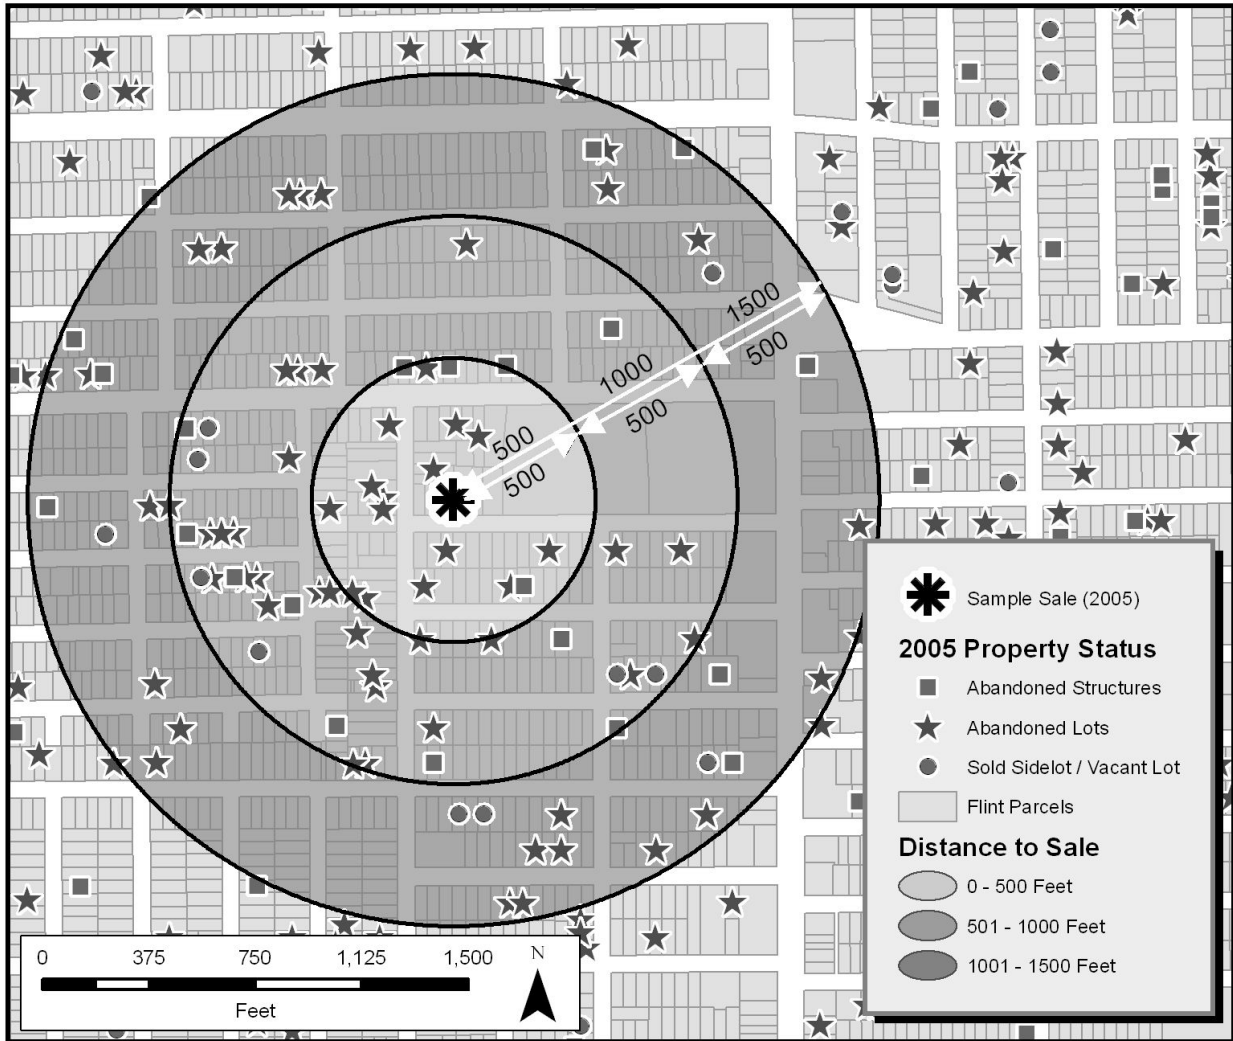 1500
500
1000
500
500
500
Sample Sale (2005)
2005 Property Status
Abandoned Structures
Abandoned Lots
Sold Sidelot / Vacant Lot
Flint Parcels
Distance to Sale
0 - 500 Feet
501 - 1000 Feet
1001 - 1500 Feet
0 375 750 1,125 1,500
Feet
N